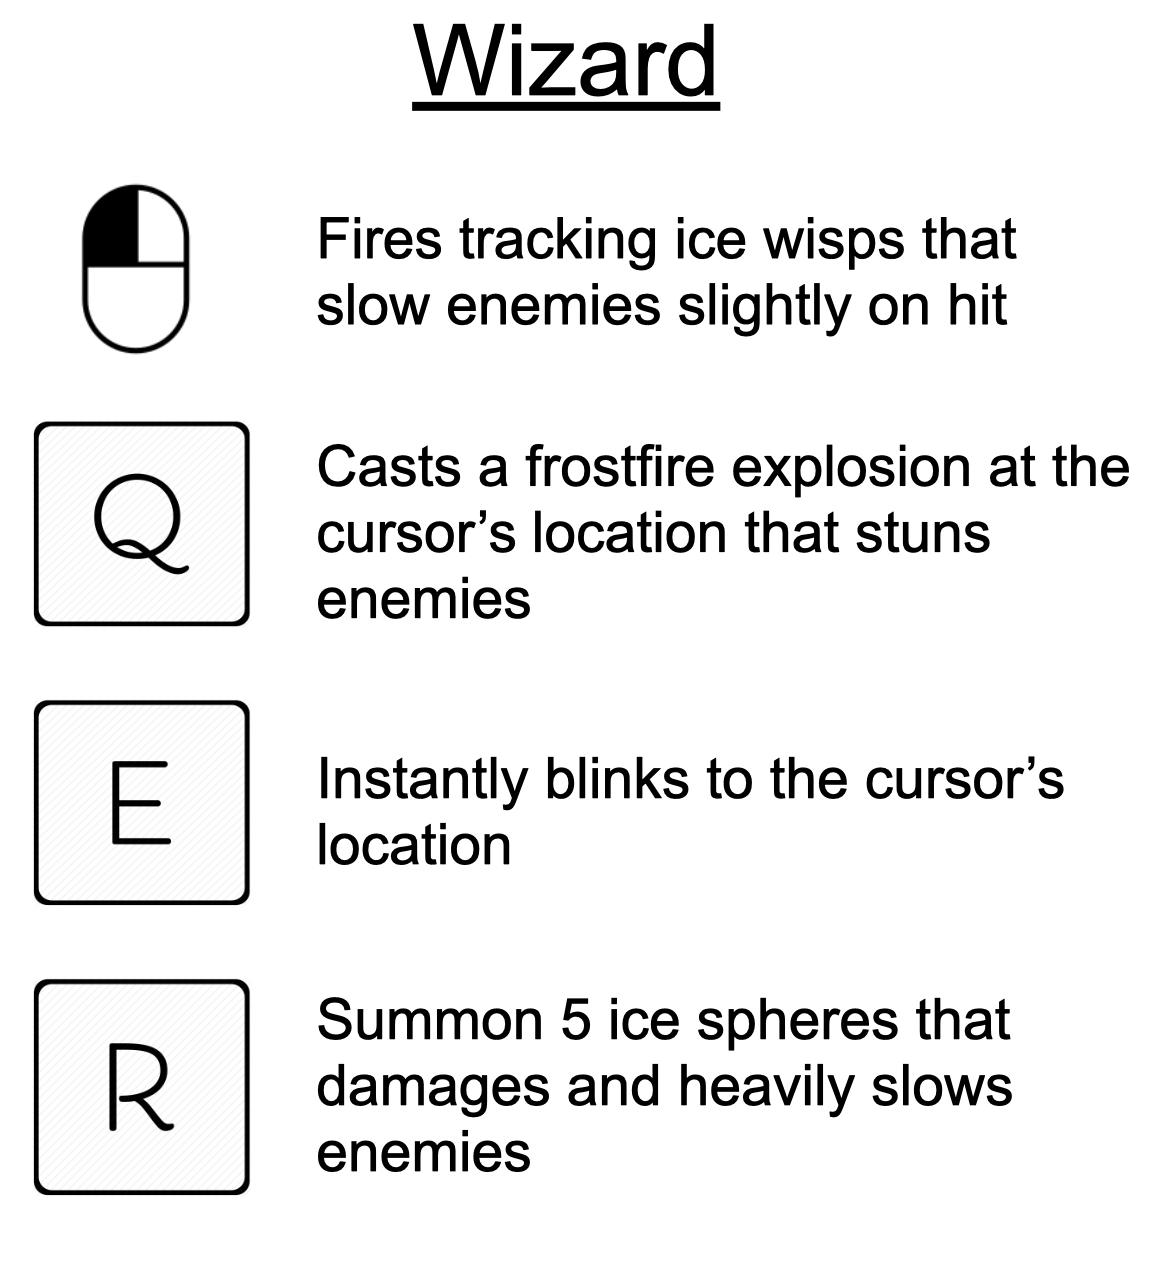 Wizard
Fires tracking ice wisps that
slow enemies slightly on hit
Q
Casts a frostfire explosion at the
cursor’s location that stuns
enemies
E
Instantly blinks to the cursor’s
location
R
Summon 5 ice spheres that
damages and heavily slows
enemies